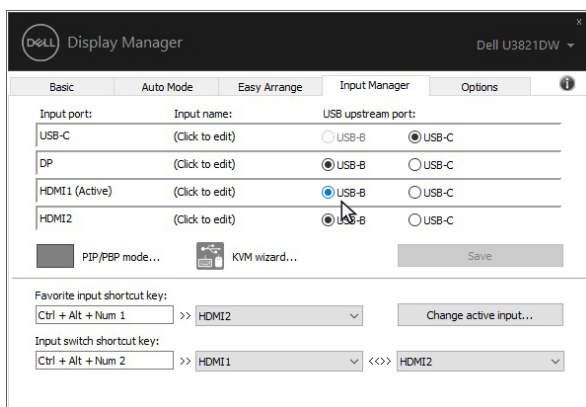 x
DELL Display Manager Dell U3821DW
Basic Auto Mode Easy Arrange Input Manager Options i
Input port: Input name: USB upstream port:
USB-C (Click to edit) USB-B USB-C
DP (Click to edit) USB-B USB-C
HDMI1 (Active) (Click to edit) USB-B USB-C
HDMI2 (Click to edit) USB-B USB-C
PIP/PBP mode... KVM wizard... Save
Favorite input shortcut key:
Ctrl + Alt + Num 1 >> HDMI2 Change active input...
Input switch shortcut key:
Ctrl + Alt + Num 2 >> HDMI1 <<>> HDMI2